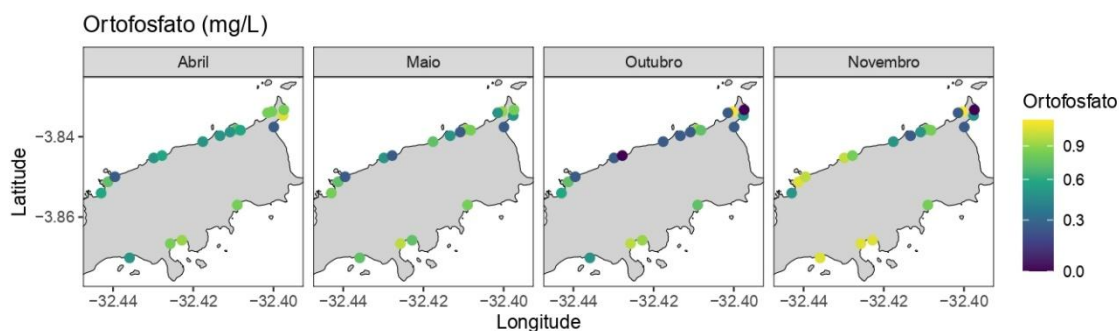 Ortofosfato (mg/L)
Abril Maio Outubro Novembro
Ortofosfato
0.9
0.6
0.3
0.0
−3.84
−3.86
Latitude
−32.44 −32.42 −32.40 −32.44 −32.42 −32.40 −32.44 −32.42 −32.40 −32.44 −32.42 −32.40
Longitude